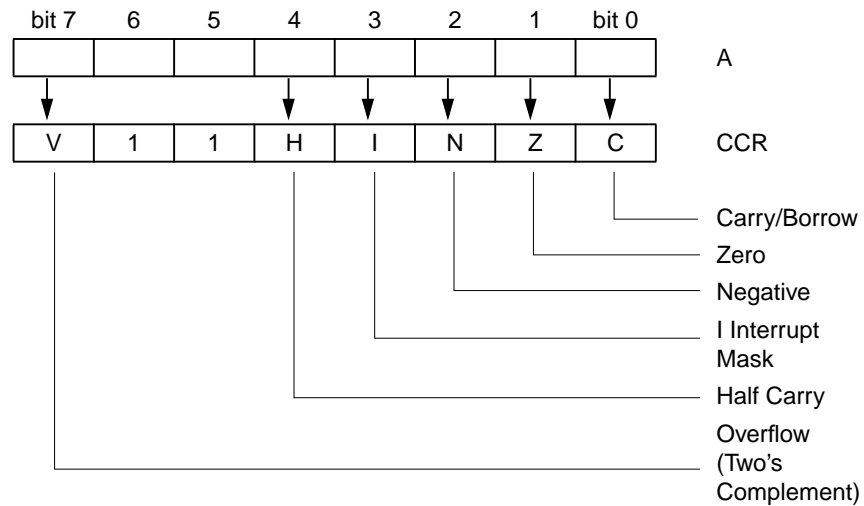 bit 7 6 5 4 3 2 1 bit 0
A
V 1 1 H I N Z C
CCR
Carry/Borrow
Zero
Negative
I Interrupt
Mask
Half Carry
Overflow
(Two's
Complement)